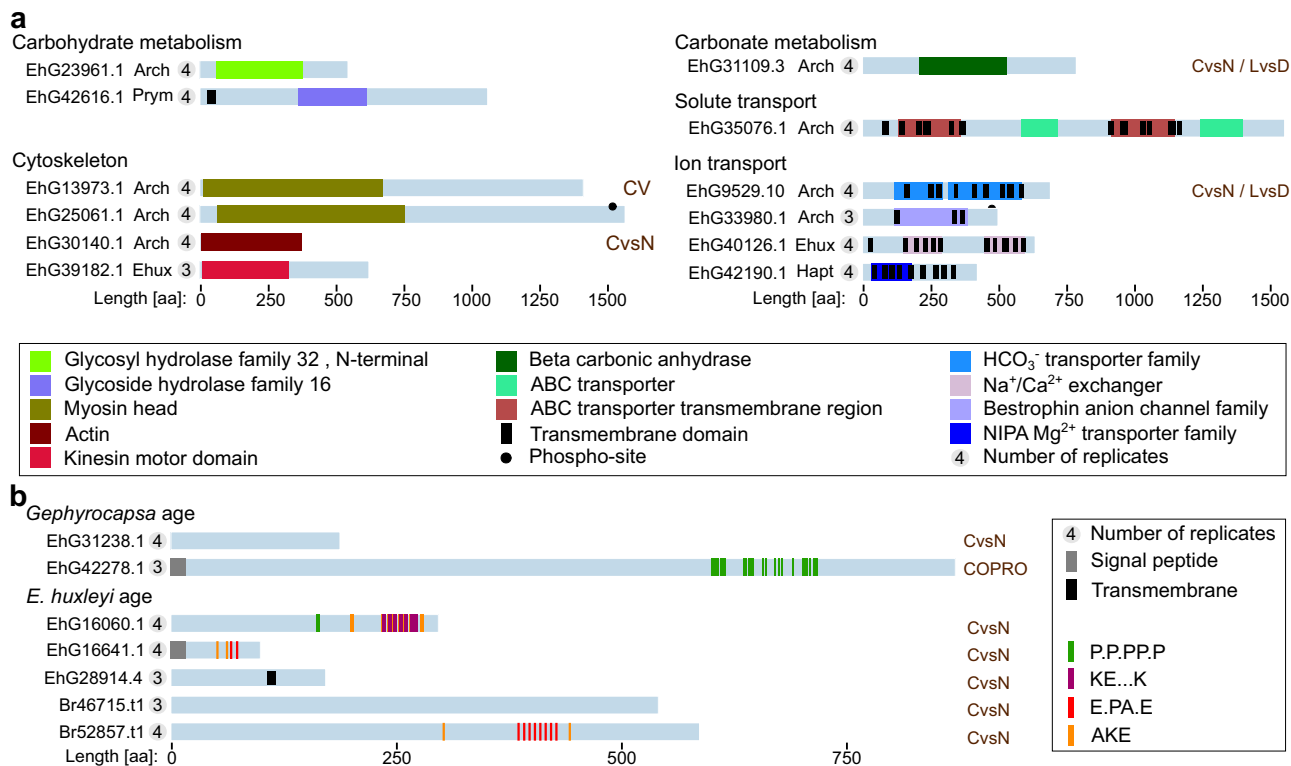 a
Carbohydrate metabolism
EhG23961.1 Arch 4
EhG42616.1 Prym 4
Cytoskeleton
EhG13973.1 Arch 4 CV
EhG25061.1 Arch 4
EhG30140.1 Arch 4 CvsN
EhG39182.1 Ehux 3
Length [aa]: 0 250 500 750 1000 1250 1500
Carbonate metabolism
EhG31109.3 Arch 4 CvsN / LvsD
Solute transport
EhG35076.1 Arch 4
Ion transport
EhG9529.10 Arch 4 CvsN / LvsD
EhG33980.1 Arch 3
EhG40126.1 Ehux 4
EhG42190.1 Hapt 4
Length [aa]: 0 250 500 750 1000 1250 1500
Glycosyl hydrolase family 32 , N-terminal
Glycoside hydrolase family 16
Myosin head
Actin
Kinesin motor domain
Beta carbonic anhydrase
ABC transporter
ABC transporter transmembrane region
Transmembrane domain
Phospho-site
HCO₃⁻ transporter family
Na⁺/Ca²⁺ exchanger
Bestrophin anion channel family
NIPA Mg²⁺ transporter family
4 Number of replicates
b
Gephyrocapsa age
EhG31238.1 4 CvsN
EhG42278.1 3 COPRO
E. huxleyi age
EhG16060.1 4 CvsN
EhG16641.1 4 CvsN
EhG28914.4 3 CvsN
Br46715.t1 3 CvsN
Br52857.t1 4 CvsN
Length [aa]: 0 250 500 750
4 Number of replicates
Signal peptide
Transmembrane
P.P.PP.P
KE...K
E.PA.E
AKE